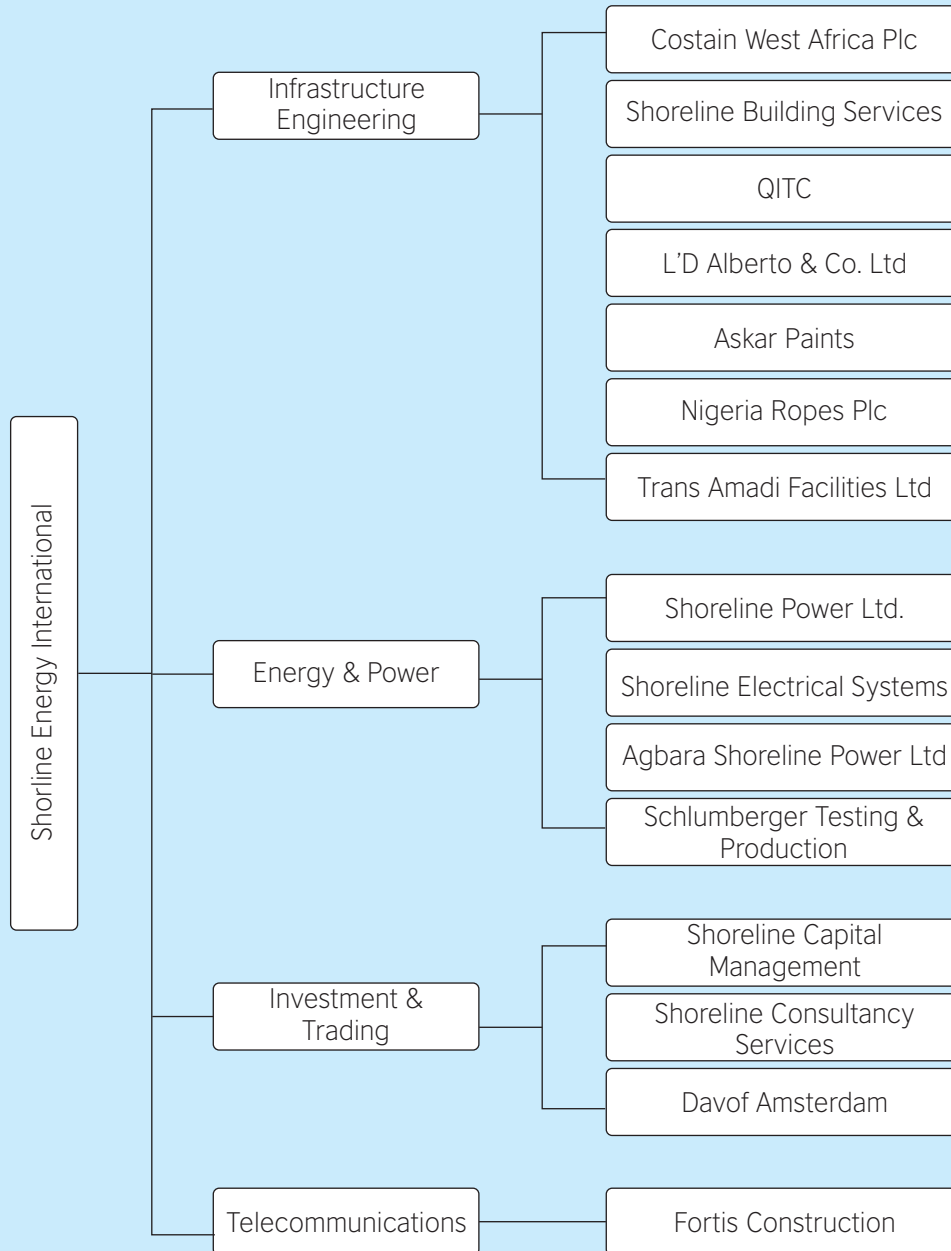 Shorline Energy International
Infrastructure
Engineering
Costain West Africa Plc
Shoreline Building Services
QITC
L'D Alberto & Co. Ltd
Askar Paints
Nigeria Ropes Plc
Trans Amadi Facilities Ltd
Energy & Power
Shoreline Power Ltd.
Shoreline Electrical Systems
Agbara Shoreline Power Ltd
Schlumberger Testing &
Production
Investment &
Trading
Shoreline Capital
Management
Shoreline Consultancy
Services
Davof Amsterdam
Telecommunications
Fortis Construction